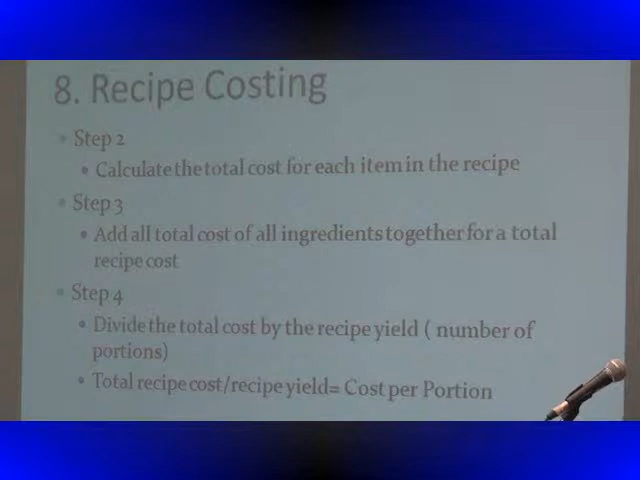 8. Recipe Costing
Step 2
Calculate the total cost for each item in the recipe
Step 3
Add all total cost of all ingredients together for a total
recipe cost
Step 4
Divide the total cost by the recipe yield ( number of
portions)
Total recipe cost/recipe yield= Cost per Portion